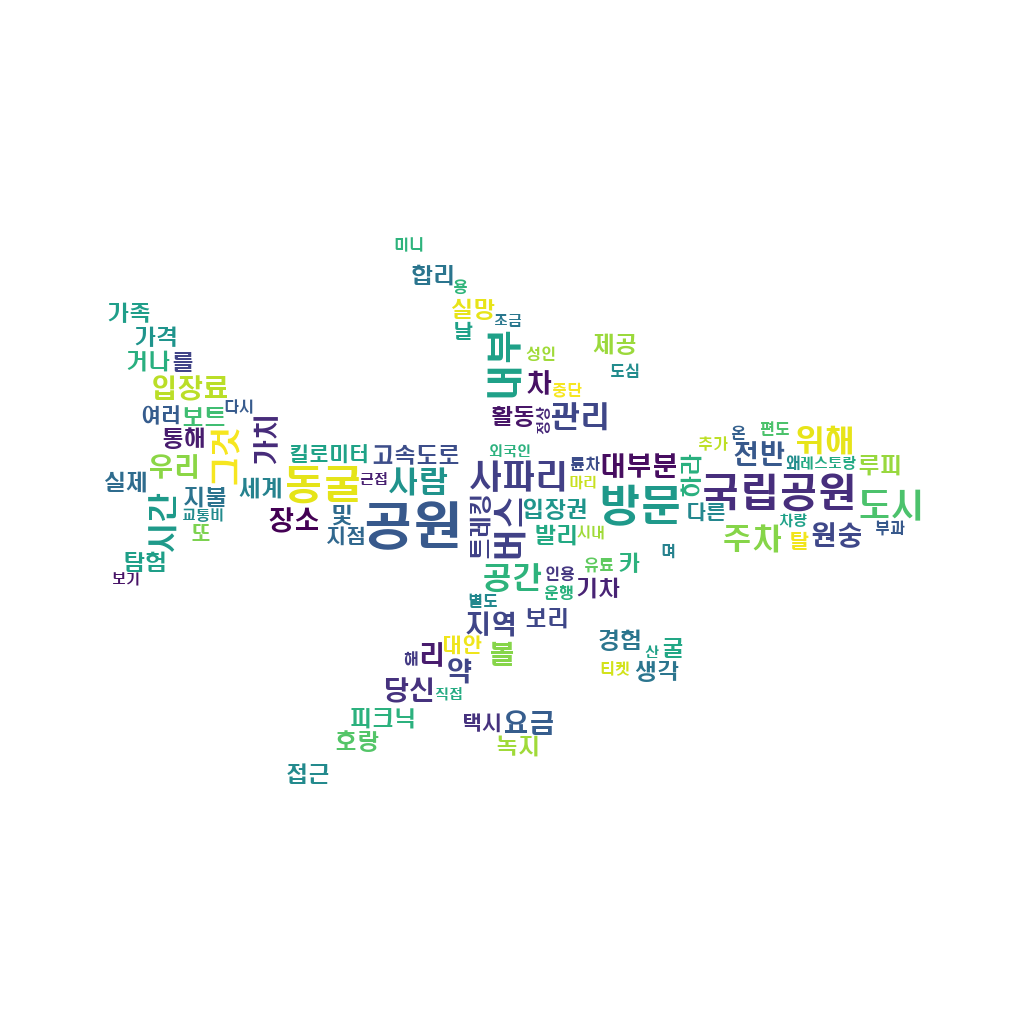 미니
합리
용
가족
실망
조금
날
가격
제공
내부
성인
거나
를
도심
차
중단
입장료
다시
여러
보트
활동
정상
관리
통해
그것
가치
추가
온
편도
위해
전반
킬로미터
고속도로
외국인
우리
륜차
대부분
왜
레스토랑
루피
사파리
하라
실제
세계
동굴
근점
사람
마리
국립공원
지불
방문
도시
시간
교통비
장소
및
공원
트레킹
버스
입장권
다른
차량
또
지점
발리
시내
주차
탈
원숭
부과
며
탐험
보기
유료
카
공간
인용
기차
운행
별도
지역
보리
경험
대안
볼
산
굴
해
리
약
티켓
생각
당신
직접
피크닉
택시
요금
호랑
녹지
접근